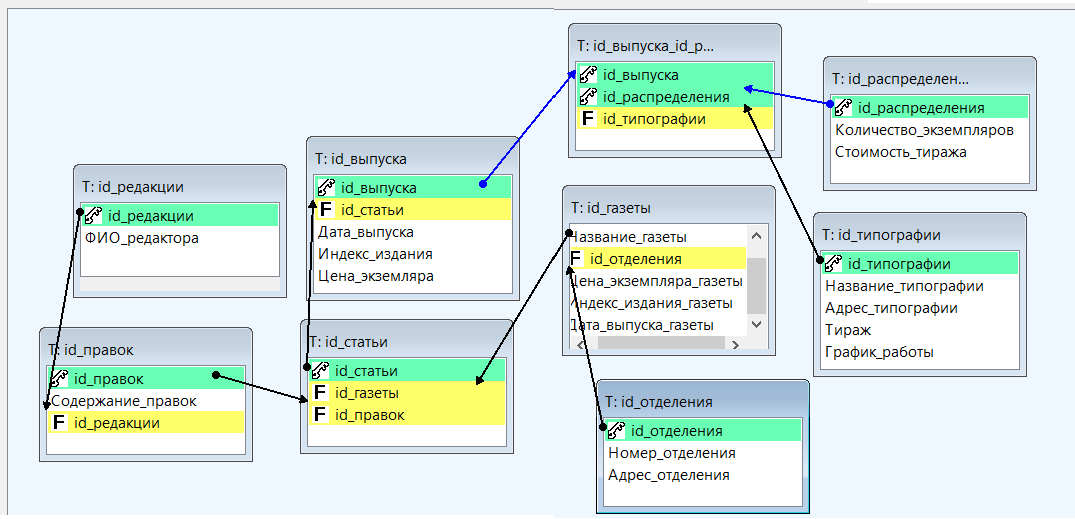 T: id_редакции
id_редакции
ФИО_редактора
T: id_правок
id_правок
Содержание_правок
F id_редакции
T: id_выпуска
id_выпуска
F id_статьи
Дата_выпуска
Индекс_издания
Цена_экземляра
T: id_статьи
id_статьи
F id_газеты
F id_правок
T: id_выпуска_id_р...
id_выпуска
id_распределения
F id_типографии
T: id_газеты
Название_газеты
F id_отделения
Цена_экземпляра_газеты
Индекс_издания_газеты
Дата_выпуска_газеты
T: id_отделения
id_отделения
Номер_отделения
Адрес_отделения
T: id_распределен...
id_распределения
Количество_экземпляров
Стоимость_тиража
T: id_типографии
id_типографии
Название_типографии
Адрес_типографии
Тираж
График_работы